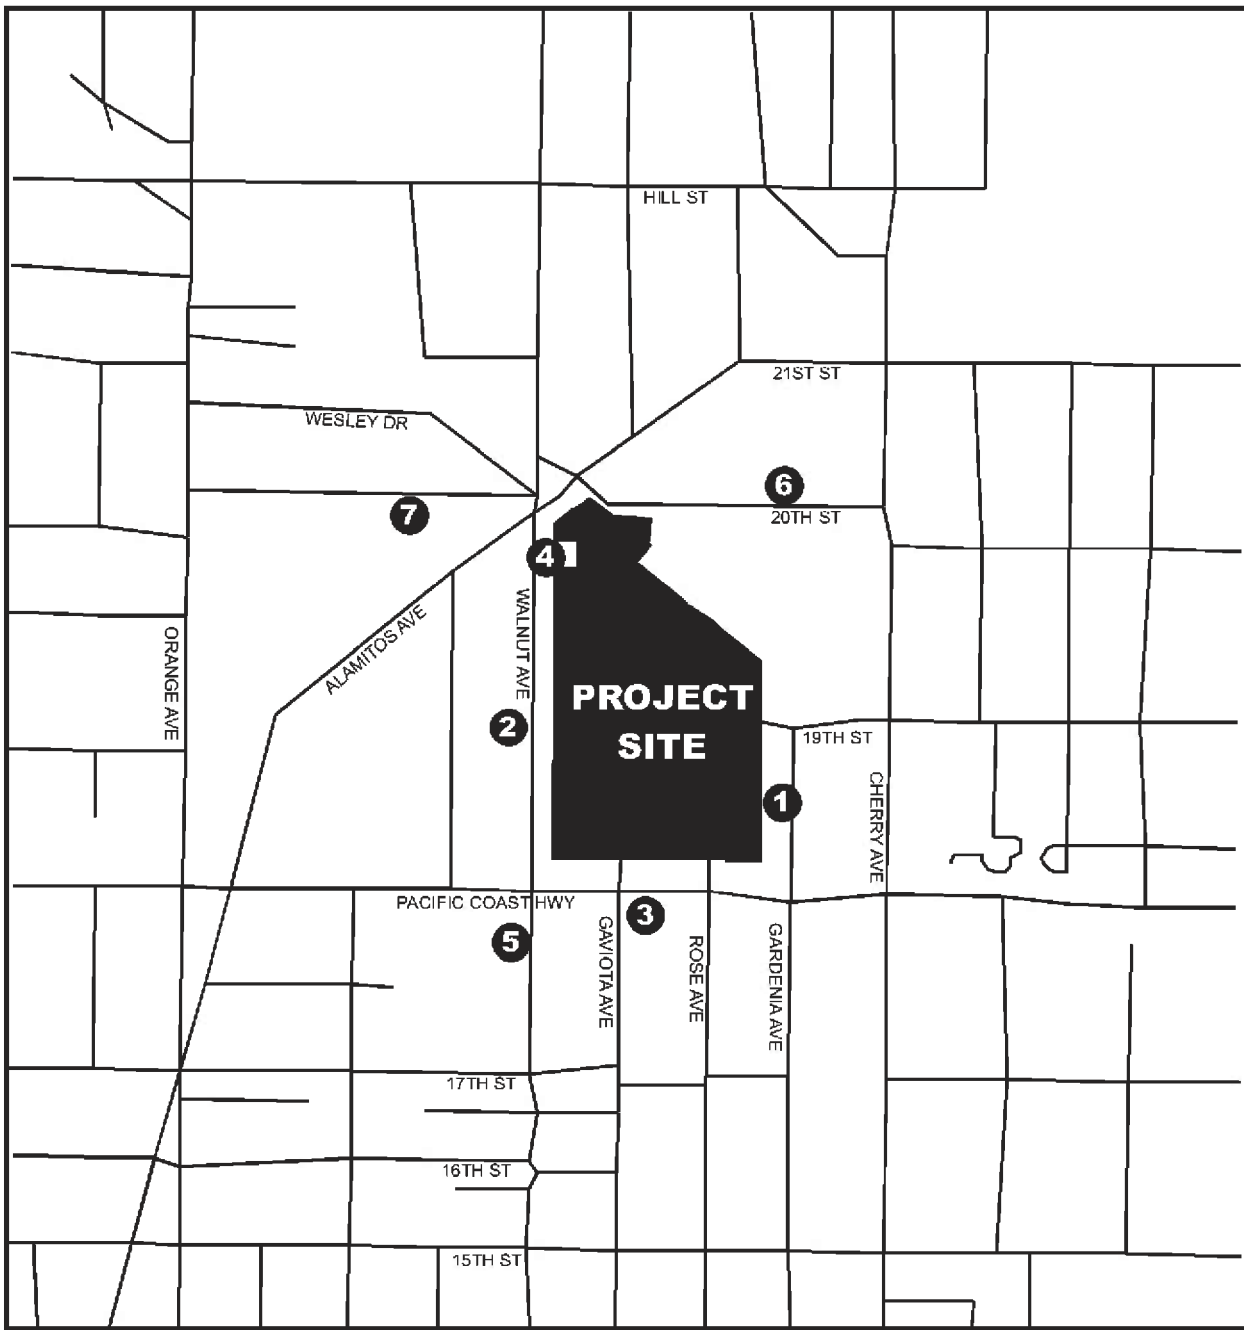 HILL ST
21ST ST
WESLEY DR
6
7
20TH ST
4
WALNUT AVE
ALAMITOS AVE
ORANGE AVE
PROJECT
SITE
2
19TH ST
1
CHERRY AVE
PACIFIC COAST HWY
3
5
GAVIOTA AVE
ROSE AVE
GARDENIA AVE
17TH ST
16TH ST
15TH ST